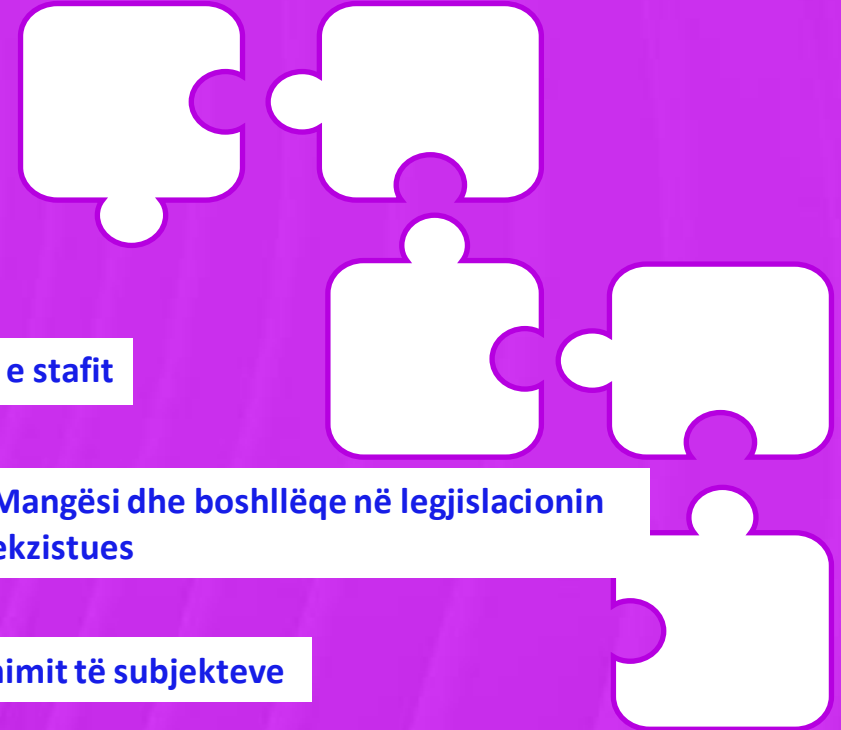 e stafit
Mangësi dhe boshllëqe në legjislacionin
ekzistues
imit të subjekteve